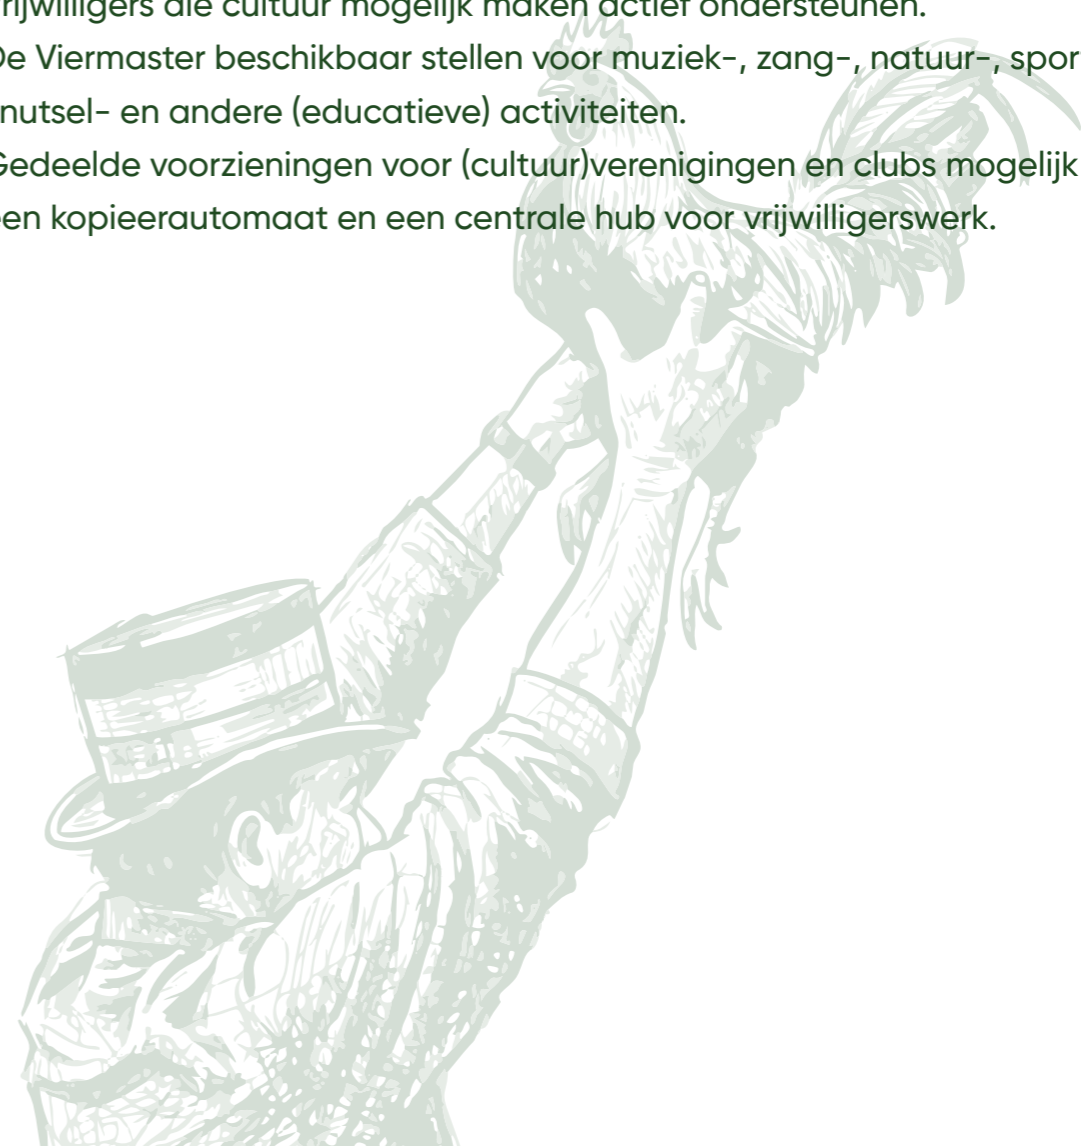 rijwilligers die cultuur mogelijk maken actief ondersteunen.
De Viermaster beschikbaar stellen voor muziek-, zang-, natuur-, spor
nutsel- en andere (educatieve) activiteiten.
Gedeelde voorzieningen voor (cultuur)verenigingen en clubs mogelijk
een kopieerautomaat en een centrale hub voor vrijwilligerswerk.